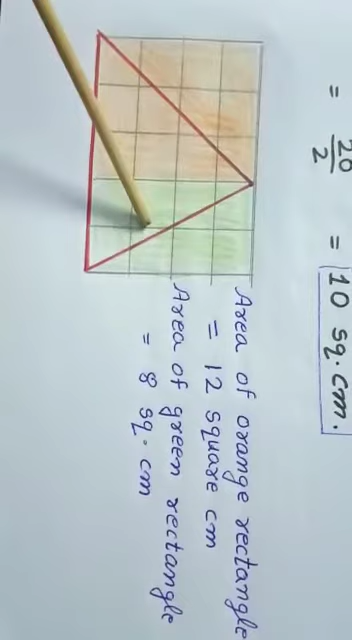 Area of orange rectangle
= 12 square cm
Area of green rectangle
= 8 sq. cm
= 20/2 = 10 sq. cm.